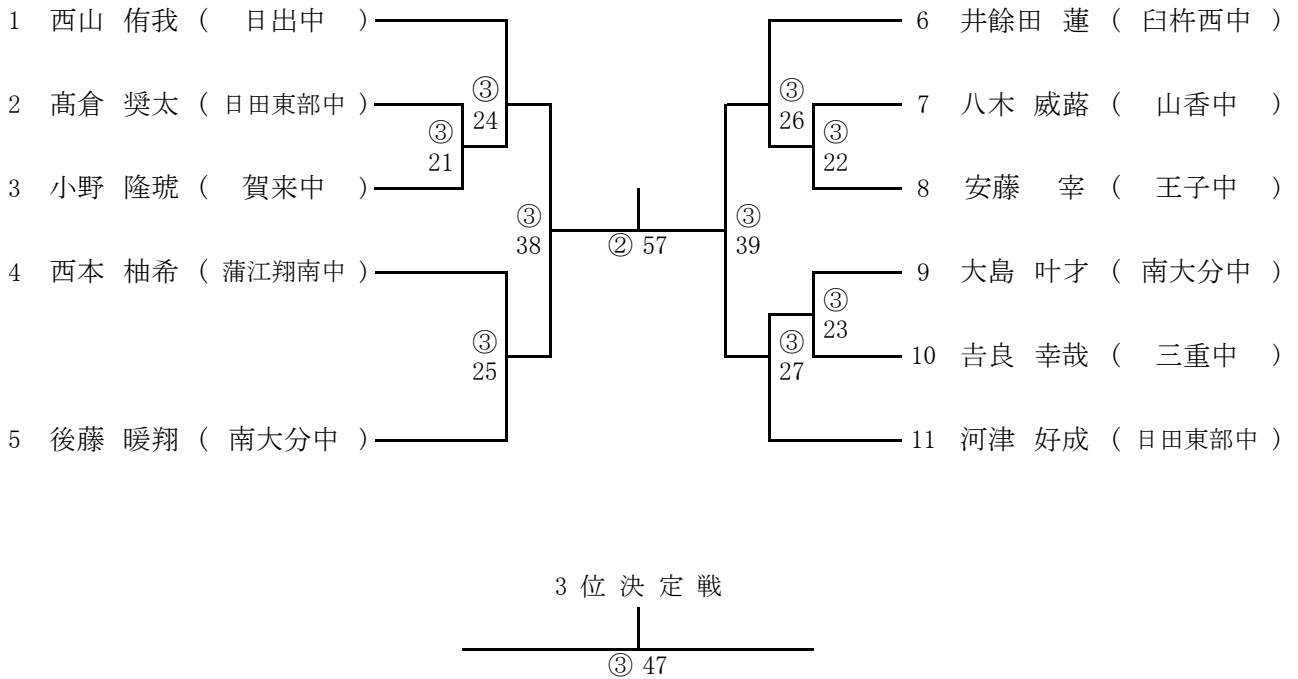 1 西山 侑我 ( 日出中 )
2 髙倉 奨太 ( 日田東部中 )
3 小野 隆琥 ( 賀来中 )
4 西本 柚希 ( 蒲江翔南中 )
5 後藤 暖翔 ( 南大分中 )
③
21
③
24
③
25
③
38
② 57
③
39
③
26
③
22
③
23
③
27
6 井餘田 蓮 ( 臼杵西中 )
7 八木 威蕗 ( 山香中 )
8 安藤 宰 ( 王子中 )
9 大島 叶才 ( 南大分中 )
10 𠮷良 幸哉 ( 三重中 )
11 河津 好成 ( 日田東部中 )
3 位 決 定 戦
③ 47